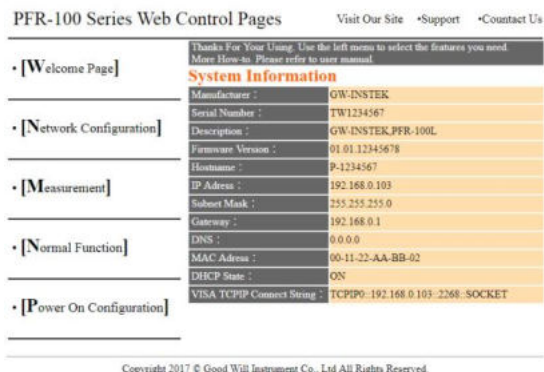 PFR-100 Series Web Control Pages
Visit Our Site •Support •Countact Us
• [Welcome Page]
• [Network Configuration]
• [Measurement]
• [Normal Function]
• [Power On Configuration]
Thanks For Your Using. Use the left menu to select the features you need.
More How-to. Please refer to user manual.
System Information
Manufacturer : GW-INSTEK
Serial Number : TW1234567
Description : GW-INSTEK,PFR-100L
Firmware Version : 01.01.12345678
Hostname : P-1234567
IP Adress : 192.168.0.103
Subnet Mask : 255.255.255.0
Gateway : 192.168.0.1
DNS : 0.0.0.0
MAC Adress : 00-11-22-AA-BB-02
DHCP State : ON
VISA TCPIP Connect String : TCPIP0::192.168.0.103::2268::SOCKET
Copyright 2017 © Good Will Instrument Co., Ltd All Rights Reserved.